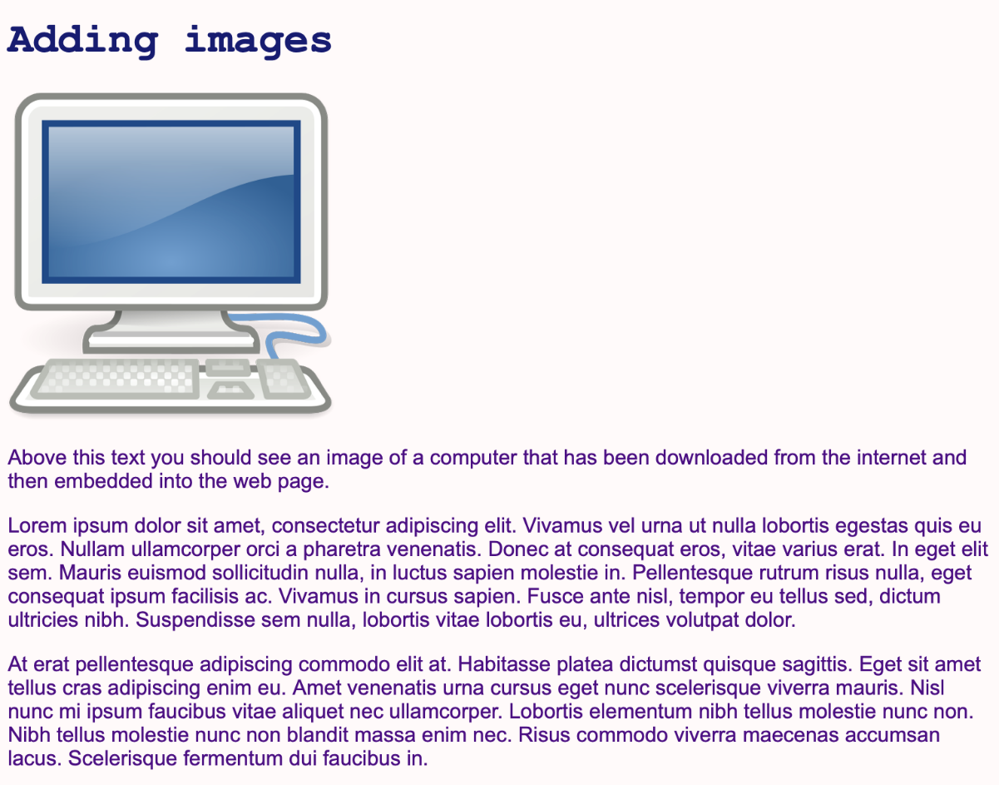 Adding images
Above this text you should see an image of a computer that has been downloaded from the internet and
then embedded into the web page.
Lorem ipsum dolor sit amet, consectetur adipiscing elit. Vivamus vel urna ut nulla lobortis egestas quis eu
eros. Nullam ullamcorper orci a pharetra venenatis. Donec at consequat eros, vitae varius erat. In eget elit
sem. Mauris euismod sollicitudin nulla, in luctus sapien molestie in. Pellentesque rutrum risus nulla, eget
consequat ipsum facilisis ac. Vivamus in cursus sapien. Fusce ante nisl, tempor eu tellus sed, dictum
ultricies nibh. Suspendisse sem nulla, lobortis vitae lobortis eu, ultrices volutpat dolor.
At erat pellentesque adipiscing commodo elit at. Habitasse platea dictumst quisque sagittis. Eget sit amet
tellus cras adipiscing enim eu. Amet venenatis urna cursus eget nunc scelerisque viverra mauris. Nisl
nunc mi ipsum faucibus vitae aliquet nec ullamcorper. Lobortis elementum nibh tellus molestie nunc non.
Nibh tellus molestie nunc non blandit massa enim nec. Risus commodo viverra maecenas accumsan
lacus. Scelerisque fermentum dui faucibus in.